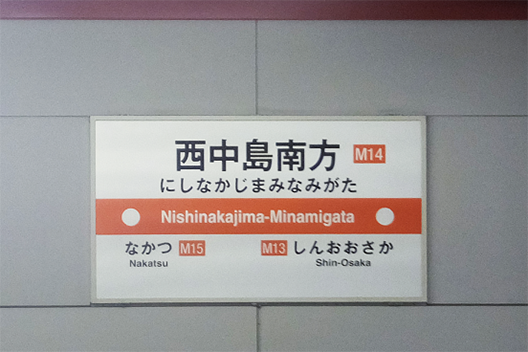 西中島南方 M14
にしなかじまみなみがた
Nishinakajima-Minamigata
なかつ M15 M13 しんおおさか
Nakatsu Shin-Osaka